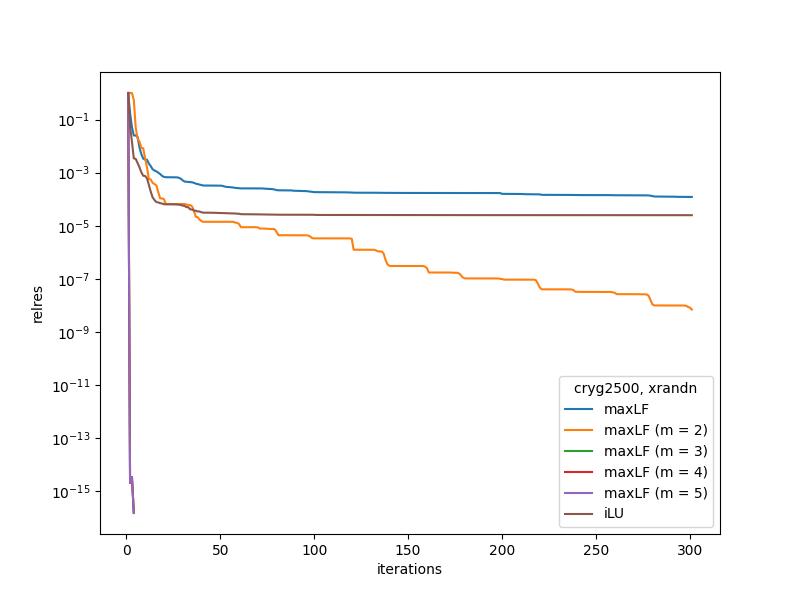 10⁻¹
10⁻³
10⁻⁵
10⁻⁷
10⁻⁹
10⁻¹¹
10⁻¹³
10⁻¹⁵
relres
0 50 100 150 200 250 300
iterations
cryg2500, xrandn
maxLF
maxLF (m = 2)
maxLF (m = 3)
maxLF (m = 4)
maxLF (m = 5)
iLU